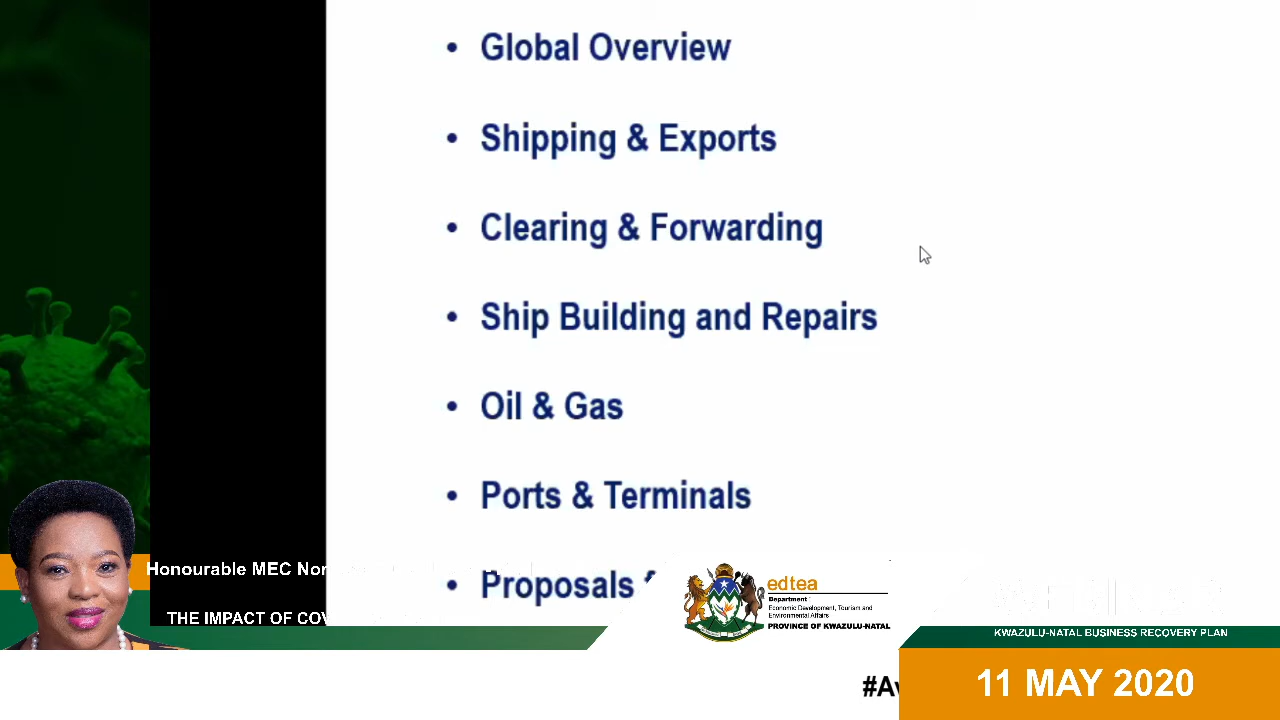 • Global Overview
• Shipping & Exports
• Clearing & Forwarding
• Ship Building and Repairs
• Oil & Gas
• Ports & Terminals
• Proposals
Honourable MEC
THE IMPACT OF
edtea
Department:
Economic Development, Tourism and
Environmental Affairs
PROVINCE OF KWAZULU-NATAL
KWAZULU-NATAL BUSINESS RECOVERY PLAN
11 MAY 2020